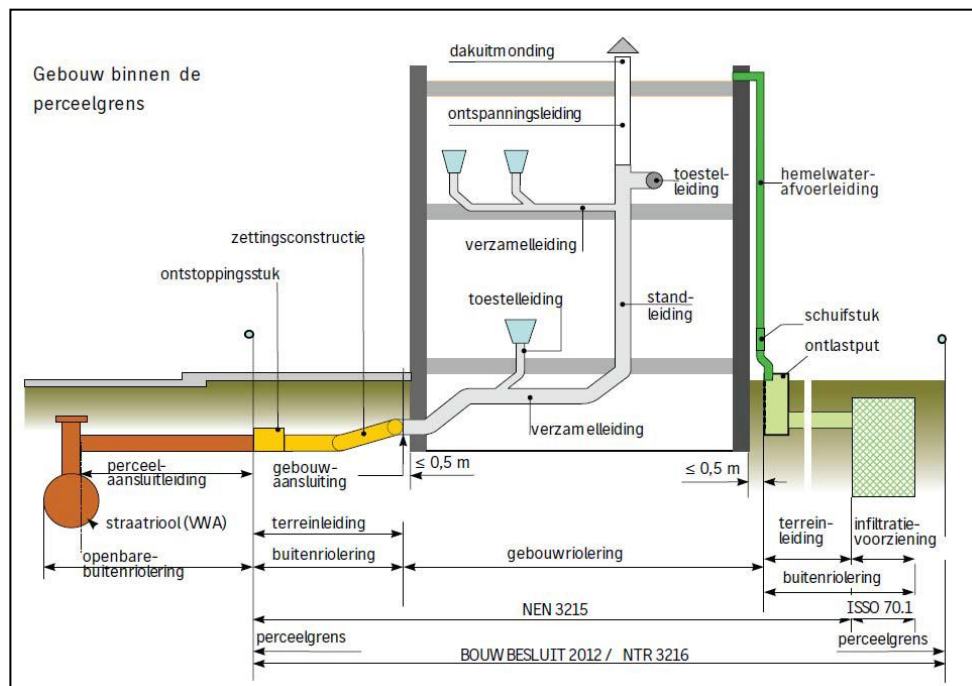 Gebouw binnen de
perceelgrens
dakuitmonding
ontspanningsleiding
toestel-
leiding
hemelwater-
afvoerleiding
verzamelleiding
zettingsconstructie
ontstoppingsstuk
toestelleiding
stand-
leiding
schuifstuk
ontlastput
verzamelleiding
perceel-
aansluitleiding
gebouw-
aansluiting
≤ 0,5 m
≤ 0,5 m
straatriool (VWA)
terreinleiding
openbare-
buitenriolering
buitenriolering
gebouwriolering
terrein-
leiding
infiltratie-
voorziening
buitenriolering
NEN 3215
ISSO 70.1
perceelgrens
perceelgrens
BOUWBESLUIT 2012 / NTR 3216